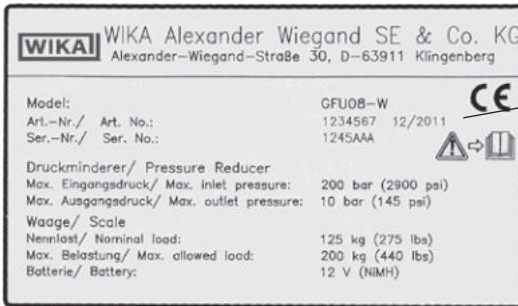 WIKA
WIKA Alexander Wiegand SE & Co. KG
Alexander-Wiegand-Straße 30, D-63911 Klingenberg
Model: GFU08-W
CE
Art.-Nr./ Art. No.: 1234567 12/2011
Ser.-Nr./ Ser. No.: 1245AAA
Druckminderer/ Pressure Reducer
Max. Eingangsdruck/ Max. inlet pressure: 200 bar (2900 psi)
Max. Ausgangsdruck/ Max. outlet pressure: 10 bar (145 psi)
Waage/ Scale
Nennlast/ Nominal load: 125 kg (275 lbs)
Max. Belastung/ Max. allowed load: 200 kg (440 lbs)
Batterie/ Battery: 12 V (NiMH)